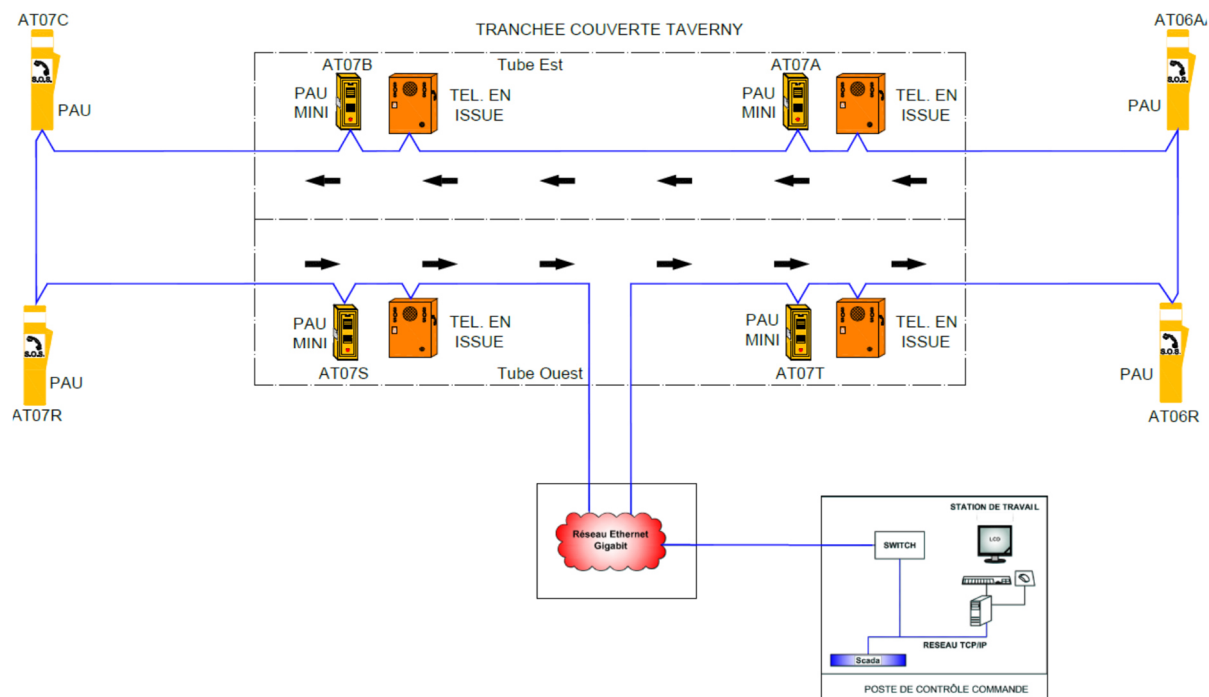 AT07C
TRANCHEE COUVERTE TAVERNY
AT06AA
Tube Est
AT07B
AT07A
S.O.S.
PAU
PAU
MINI
TEL. EN
ISSUE
PAU
MINI
TEL. EN
ISSUE
S.O.S.
PAU
S.O.S.
PAU
AT07R
PAU
MINI
AT07S
TEL. EN
ISSUE
Tube Ouest
PAU
MINI
AT07T
TEL. EN
ISSUE
S.O.S.
PAU
AT06R
Réseau Ethernet
Gigabit
STATION DE TRAVAIL
LCD
SWITCH
RESEAU TCP/IP
Scada
POSTE DE CONTRÔLE COMMANDE